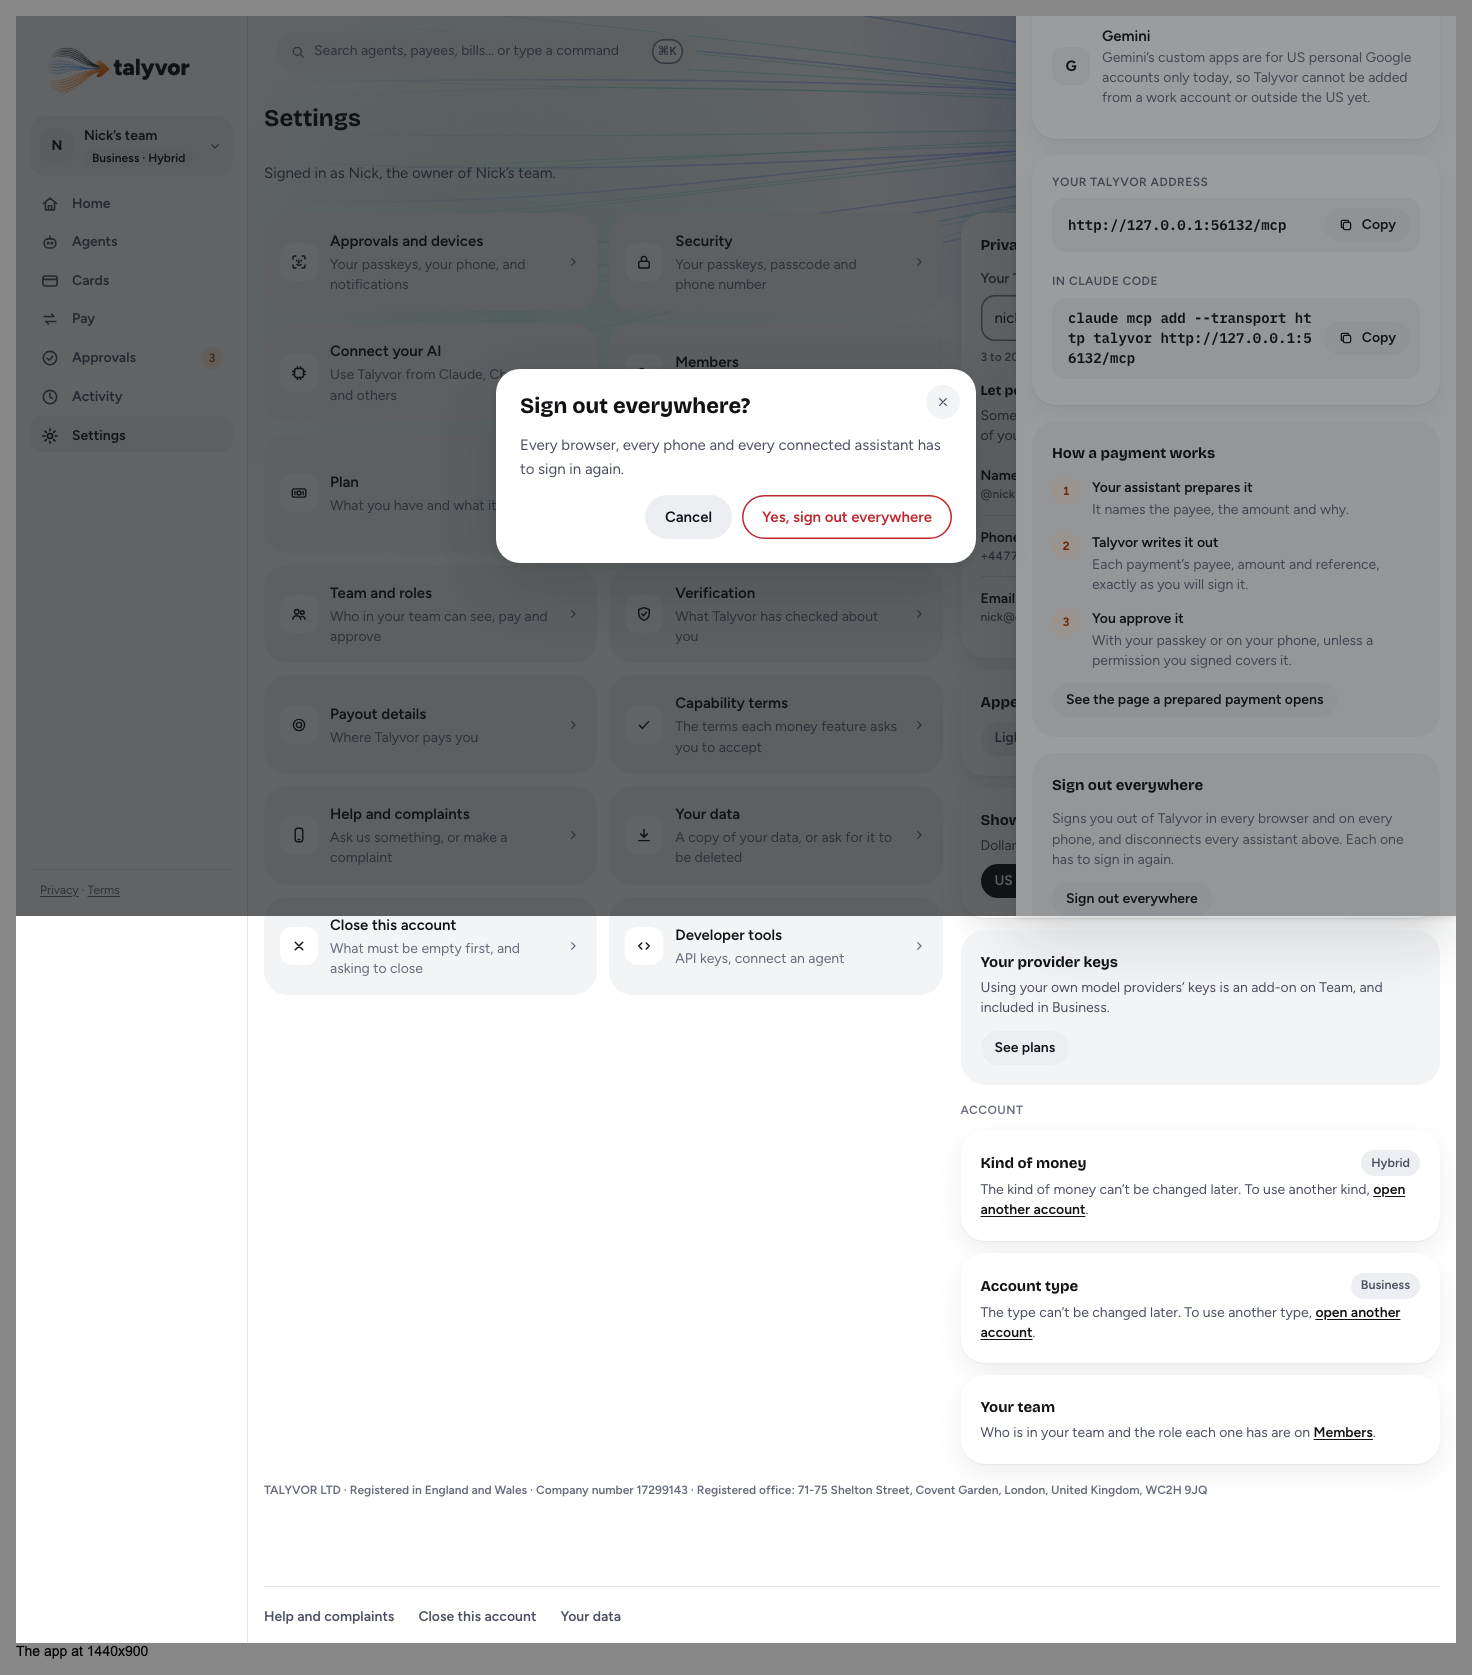 talyvor
N
Nick's team
Business · Hybrid
Home
Agents
Cards
Pay
Approvals
3
Activity
Settings
Privacy · Terms
Search agents, payees, bills... or type a command
⌘K
Settings
Signed in as Nick, the owner of Nick's team.
Approvals and devices
Your passkeys, your phone, and
notifications
Security
Your passkeys, passcode and
phone number
Connect your AI
Use Talyvor from Claude,
and others
Members
Plan
What you have and what it
Team and roles
Who in your team can see, pay and
approve
Verification
What Talyvor has checked about
you
Payout details
Where Talyvor pays you
Capability terms
The terms each money feature asks
you to accept
Help and complaints
Ask us something, or make a
complaint
Your data
A copy of your data, or ask for it to
be deleted
Close this account
What must be empty first, and
asking to close
Developer tools
API keys, connect an agent
Your
3 to 20
Let
Some
of you
Name
@nick
Phone
+4477
Email
nick@
Show
Dollar
US
Sign out everywhere?
Every browser, every phone and every connected assistant has
to sign in again.
Cancel
Yes, sign out everywhere
G
Gemini
Gemini's custom apps are for US personal Google
accounts only today, so Talyvor cannot be added
from a work account or outside the US yet.
YOUR TALYVOR ADDRESS
http://127.0.0.1:56132/mcp
Copy
IN CLAUDE CODE
claude mcp add --transport ht
tp talyvor http://127.0.0.1:5
6132/mcp
Copy
How a payment works
1
Your assistant prepares it
It names the payee, the amount and why.
2
Talyvor writes it out
Each payment's payee, amount and reference,
exactly as you will sign it.
3
You approve it
With your passkey or on your phone, unless a
permission you signed covers it.
See the page a prepared payment opens
Sign out everywhere
Signs you out of Talyvor in every browser and on every
phone, and disconnects every assistant above. Each one
has to sign in again.
Sign out everywhere
Your provider keys
Using your own model providers' keys is an add-on on Team, and
included in Business.
See plans
ACCOUNT
Kind of money
Hybrid
The kind of money can't be changed later. To use another kind, open
another account.
Account type
Business
The type can't be changed later. To use another type, open another
account.
Your team
Who is in your team and the role each one has are on Members.
TALYVOR LTD · Registered in England and Wales · Company number 17299143 · Registered office: 71-75 Shelton Street, Covent Garden, London, United Kingdom, WC2H 9JQ
Help and complaints
Close this account
Your data
The app at 1440x900